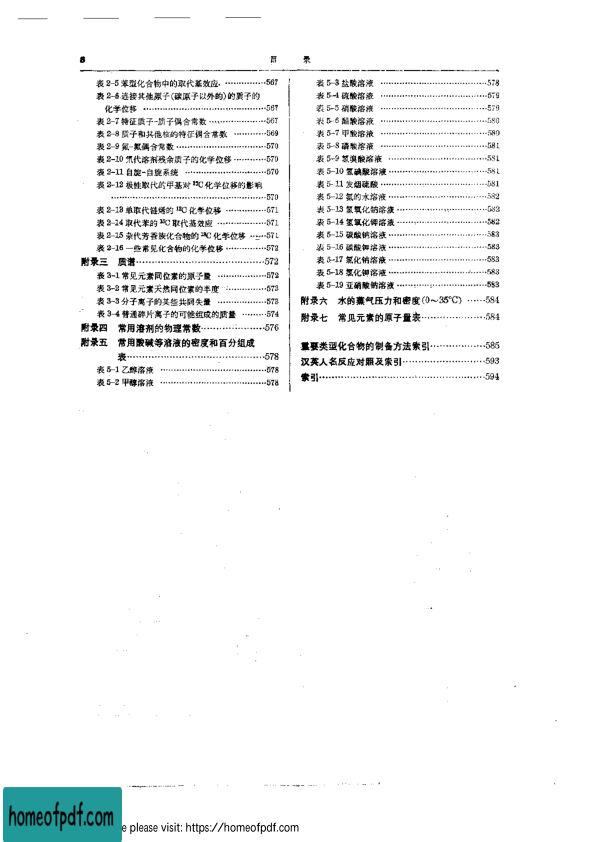 8
目 录
表 2-5 苯型化合物中的取代基效应……………567
表 2-6 连接其他原子(碳原子以外的)的质子的
化学位移……………567
表 2-7 特征质子-质子偶合常数……………567
表 2-8 质子和其他核的特征偶合常数……………569
表 2-9 氟-氟偶合常数……………570
表 2-10 氘代溶剂残余质子的化学位移……………570
表 2-11 自旋-自旋系统……………570
表 2-12 极性取代的甲基对 ¹³C 化学位移的影响
……………570
表 2-13 单取代链烯的 ¹³C 化学位移……………571
表 2-14 取代苯的 ¹³C 取代基效应……………571
表 2-15 杂代芳香族化合物的 ¹³C 化学位移……………571
表 2-16 一些常见化合物的化学位移……………572
附录三 质谱……………572
表 3-1 常见元素同位素的原子量……………572
表 3-2 常见元素天然同位素的丰度……………573
表 3-3 分子离子的某些共同失量……………573
表 3-4 普通碎片离子的可能组成的质量……………574
附录四 常用溶剂的物理常数……………576
附录五 常用酸碱等溶液的密度和百分组成
表……………578
表 5-1 乙醇溶液……………578
表 5-2 甲醇溶液……………578
表 5-3 盐酸溶液……………578
表 5-4 硫酸溶液……………579
表 5-5 硝酸溶液……………579
表 5-6 醋酸溶液……………580
表 5-7 甲酸溶液……………580
表 5-8 磷酸溶液……………581
表 5-9 氢溴酸溶液……………581
表 5-10 氢碘酸溶液……………581
表 5-11 发烟硫酸……………581
表 5-12 氨的水溶液……………582
表 5-13 氢氧化钠溶液……………582
表 5-14 氢氧化钾溶液……………582
表 5-15 碳酸钠溶液……………583
表 5-16 碳酸钾溶液……………583
表 5-17 氯化钠溶液……………583
表 5-18 氯化钾溶液……………583
表 5-19 亚硝酸钠溶液……………583
附录六 水的蒸气压力和密度(0～35℃)……584
附录七 常见元素的原子量表……………584
重要类型化合物的制备方法索引……………585
汉英人名反应对照及索引……………593
索引……………594
homeofpdf.com
e please visit: https://homeofpdf.com